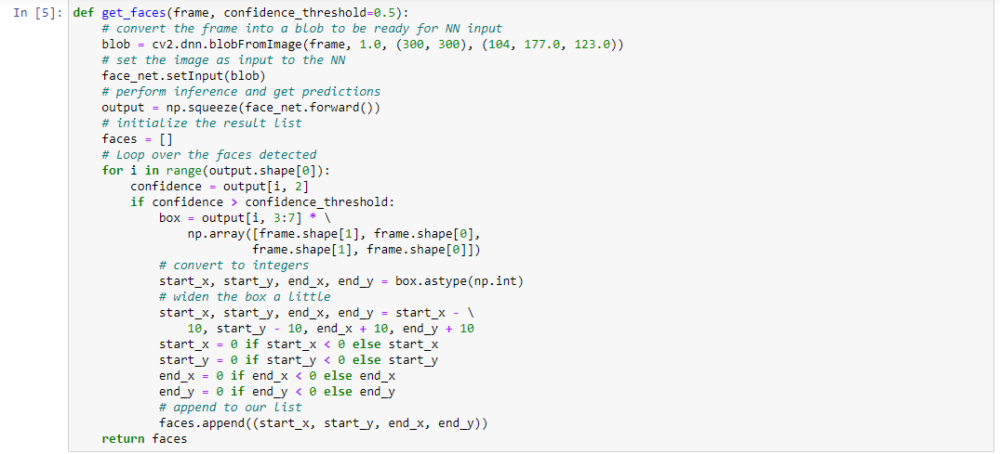 In [5]: def get_faces(frame, confidence_threshold=0.5):
    # convert the frame into a blob to be ready for NN input
    blob = cv2.dnn.blobFromImage(frame, 1.0, (300, 300), (104, 177.0, 123.0))
    # set the image as input to the NN
    face_net.setInput(blob)
    # perform inference and get predictions
    output = np.squeeze(face_net.forward())
    # initialize the result list
    faces = []
    # Loop over the faces detected
    for i in range(output.shape[0]):
        confidence = output[i, 2]
        if confidence > confidence_threshold:
            box = output[i, 3:7] * \
                np.array([frame.shape[1], frame.shape[0],
                         frame.shape[1], frame.shape[0]])
            # convert to integers
            start_x, start_y, end_x, end_y = box.astype(np.int)
            # widen the box a little
            start_x, start_y, end_x, end_y = start_x - \
                10, start_y - 10, end_x + 10, end_y + 10
            start_x = 0 if start_x < 0 else start_x
            start_y = 0 if start_y < 0 else start_y
            end_x = 0 if end_x < 0 else end_x
            end_y = 0 if end_y < 0 else end_y
            # append to our list
            faces.append((start_x, start_y, end_x, end_y))
    return faces